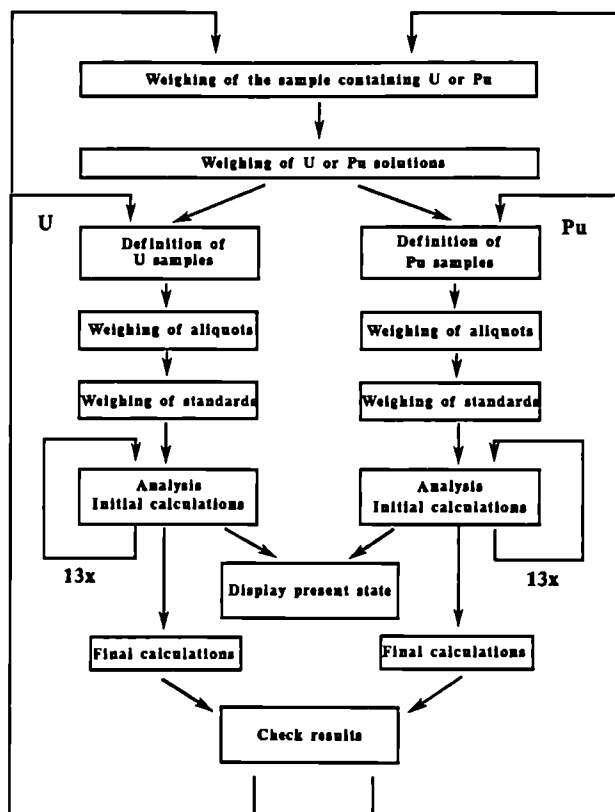 Weighing of the sample containing U or Pu
Weighing of U or Pu solutions
U
Pu
Definition of
U samples
Definition of
Pu samples
Weighing of aliquots
Weighing of aliquots
Weighing of standards
Weighing of standards
Analysis
Initial calculations
Analysis
Initial calculations
13x
13x
Display present state
Final calculations
Final calculations
Check results